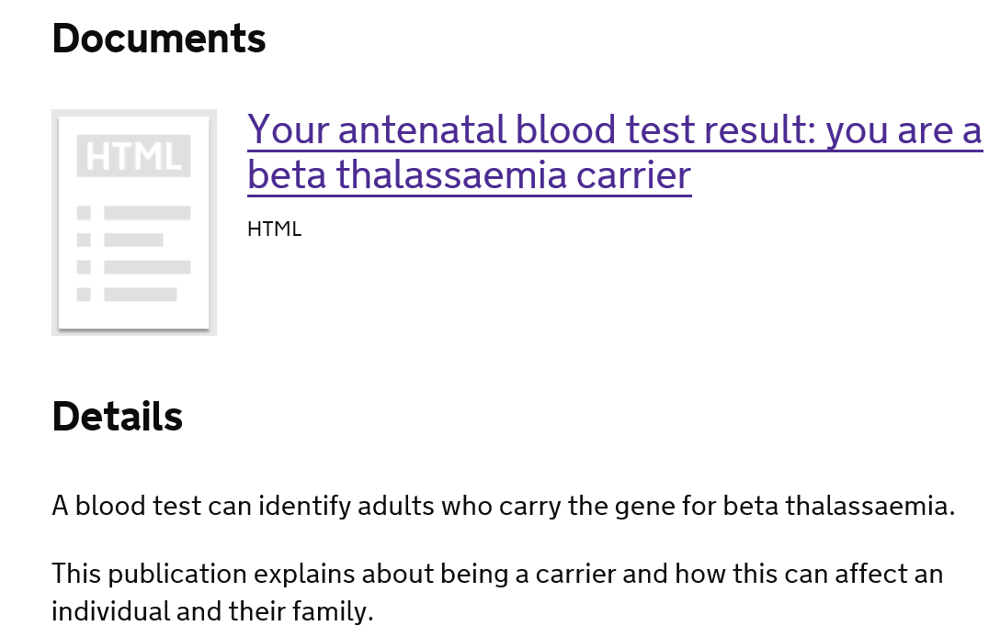 Documents
HTML
Your antenatal blood test result: you are a
beta thalassaemia carrier
HTML
Details
A blood test can identify adults who carry the gene for beta thalassaemia.
This publication explains about being a carrier and how this can affect an
individual and their family.